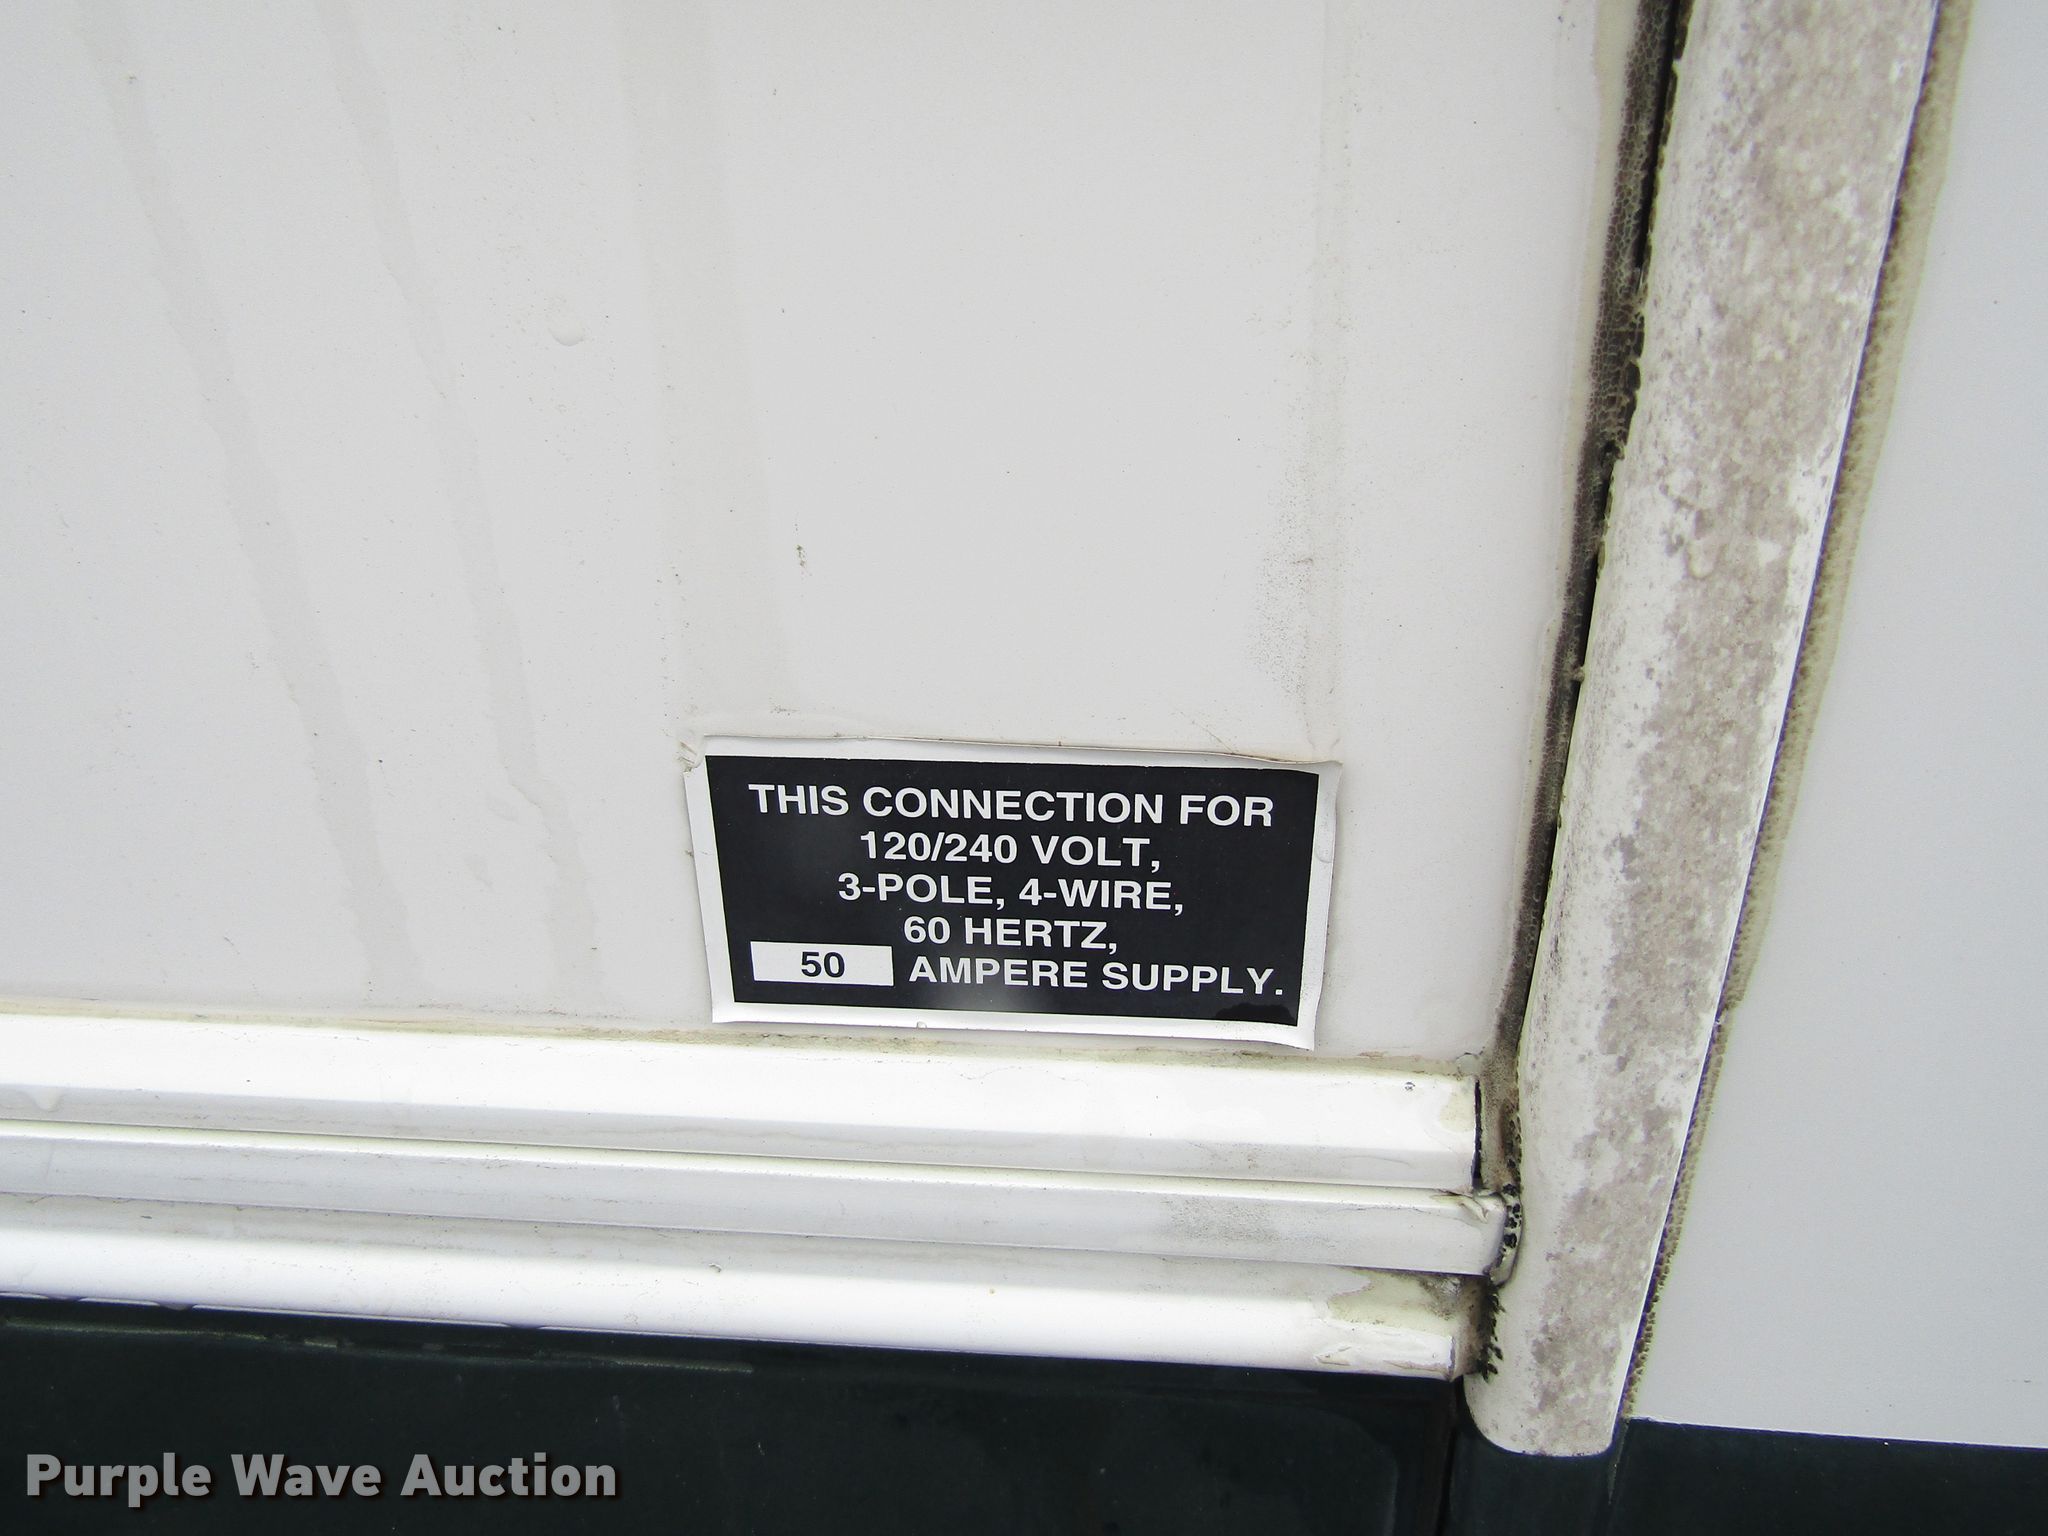 THIS CONNECTION FOR
120/240 VOLT,
3-POLE, 4-WIRE,
60 HERTZ,
50 AMPERE SUPPLY.
Purple Wave Auction